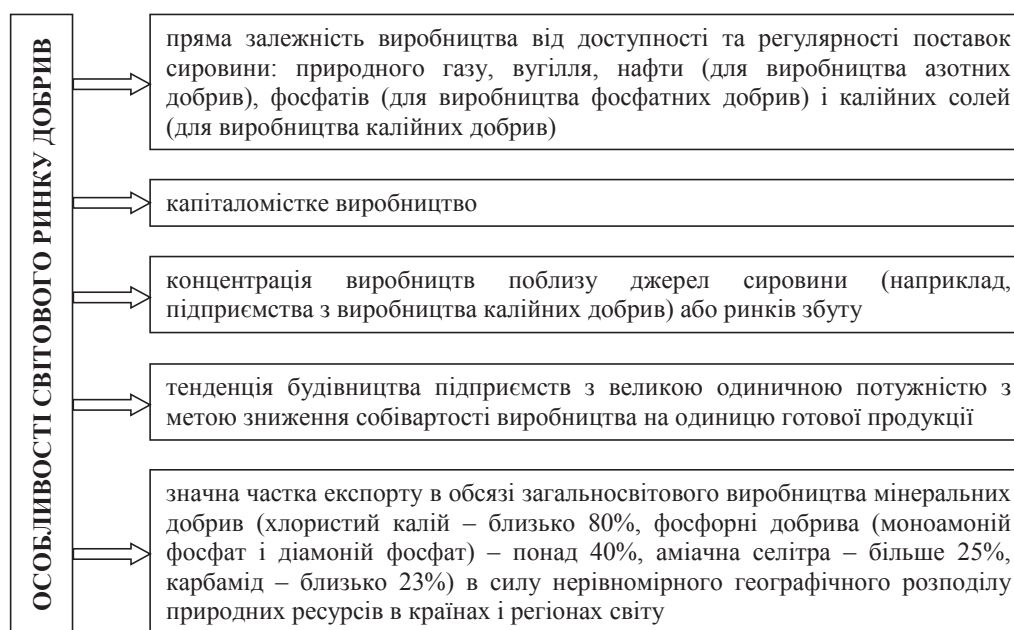 ОСОБЛИВОСТІ СВІТОВОГО РИНКУ ДОБРИВ
пряма залежність виробництва від доступності та регулярності поставок
сировини: природного газу, вугілля, нафти (для виробництва азотних
добрив), фосфатів (для виробництва фосфатних добрив) і калійних солей
(для виробництва калійних добрив)
капіталомістке виробництво
концентрація виробництв поблизу джерел сировини (наприклад,
підприємства з виробництва калійних добрив) або ринків збуту
тенденція будівництва підприємств з великою одиничною потужністю з
метою зниження собівартості виробництва на одиницю готової продукції
значна частка експорту в обсязі загальносвітового виробництва мінеральних
добрив (хлористий калій – близько 80%, фосфорні добрива (моноамоній
фосфат і діамоній фосфат) – понад 40%, аміачна селітра – більше 25%,
карбамід – близько 23%) в силу нерівномірного географічного розподілу
природних ресурсів в країнах і регіонах світу